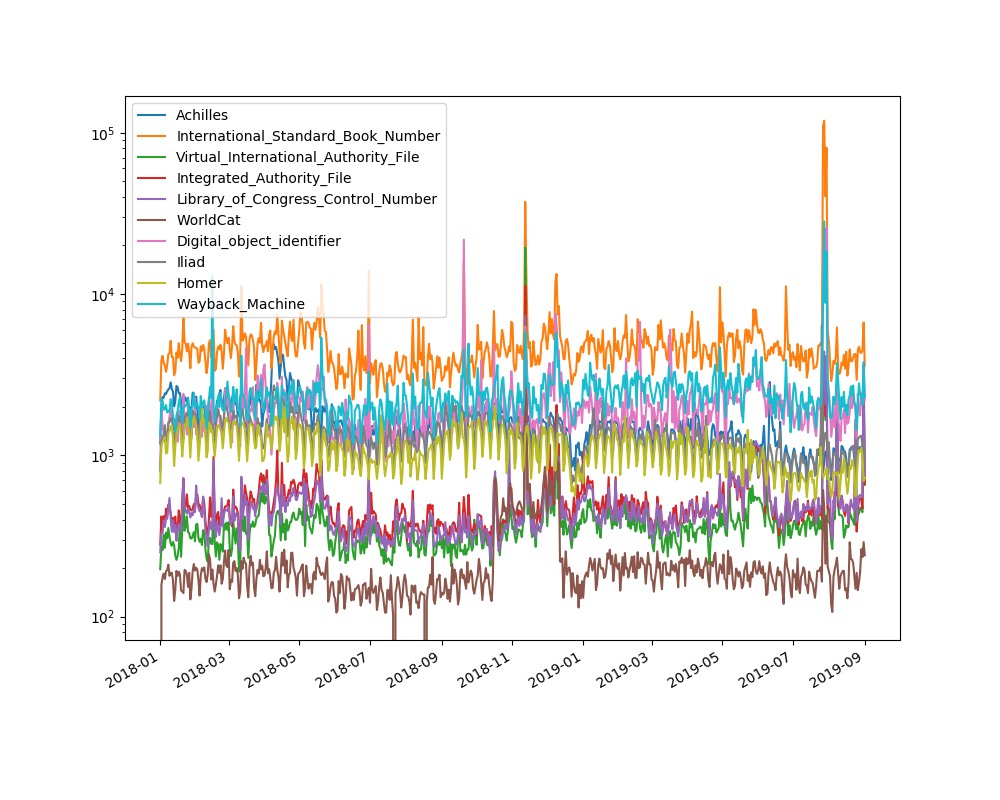 Achilles
International_Standard_Book_Number
Virtual_International_Authority_File
Integrated_Authority_File
Library_of_Congress_Control_Number
WorldCat
Digital_object_identifier
Iliad
Homer
Wayback_Machine
10^5
10^4
10^3
10^2
2018-01
2018-03
2018-05
2018-07
2018-09
2018-11
2019-01
2019-03
2019-05
2019-07
2019-09